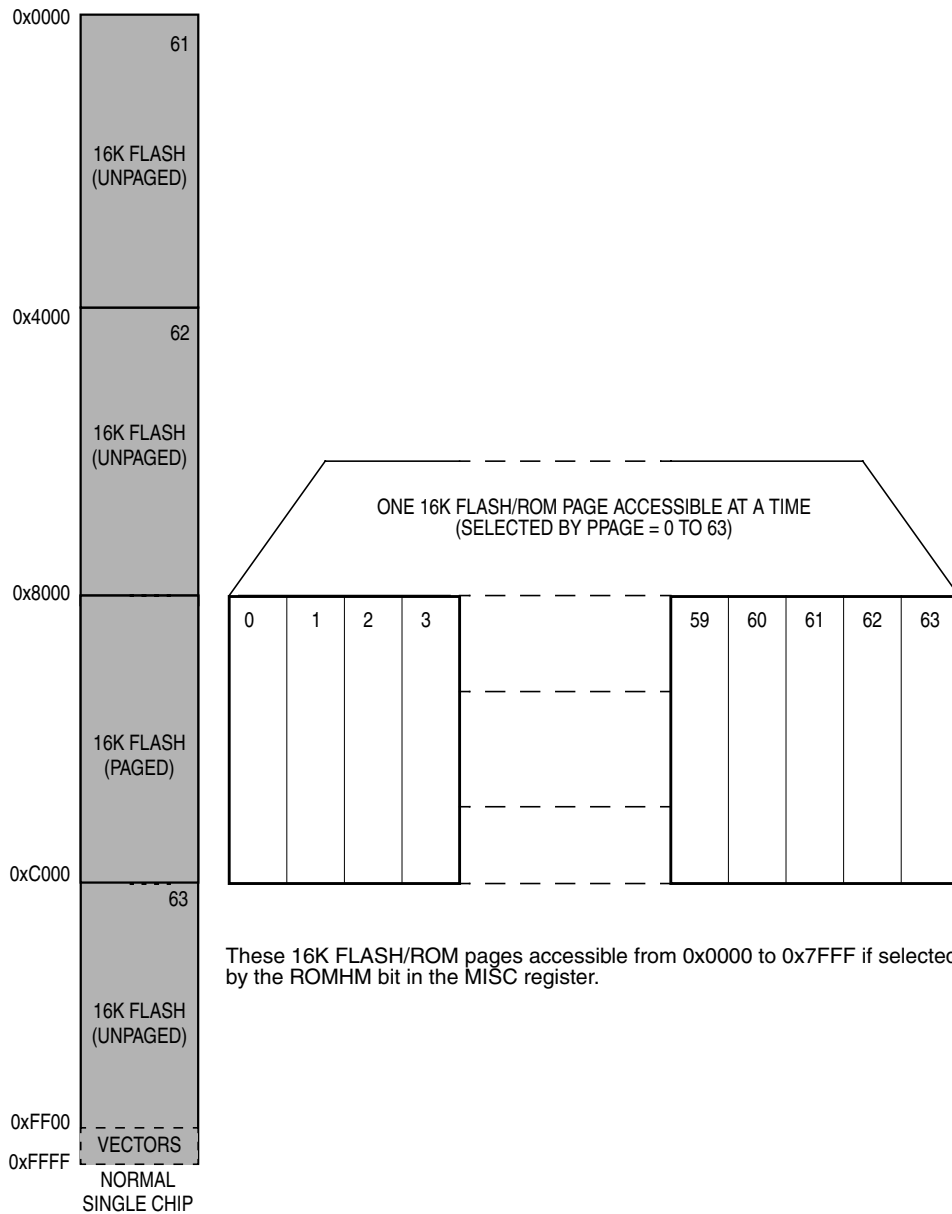 0x0000
61
16K FLASH
(UNPAGED)
0x4000
62
16K FLASH
(UNPAGED)
ONE 16K FLASH/ROM PAGE ACCESSIBLE AT A TIME
(SELECTED BY PPAGE = 0 TO 63)
0x8000
0 1 2 3 59 60 61 62 63
16K FLASH
(PAGED)
0xC000
63
These 16K FLASH/ROM pages accessible from 0x0000 to 0x7FFF if selected
by the ROMHM bit in the MISC register.
16K FLASH
(UNPAGED)
0xFF00
VECTORS
0xFFFF
NORMAL
SINGLE CHIP